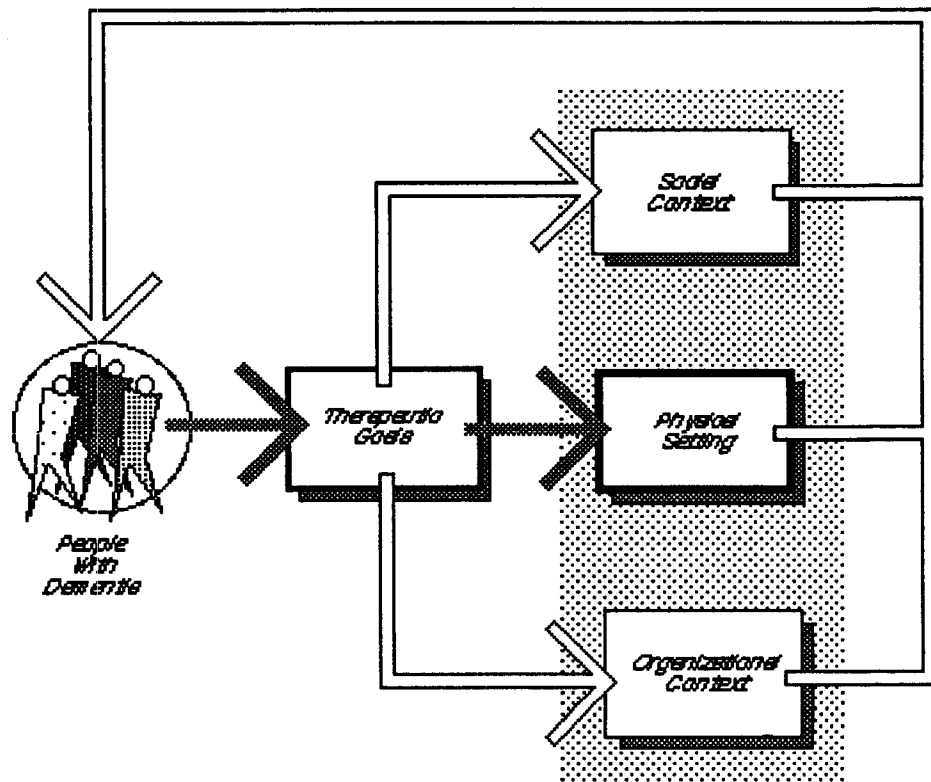 Social
Context
Therapeutic
Goals
Physical
Setting
People
With
Dementia
Organizational
Context